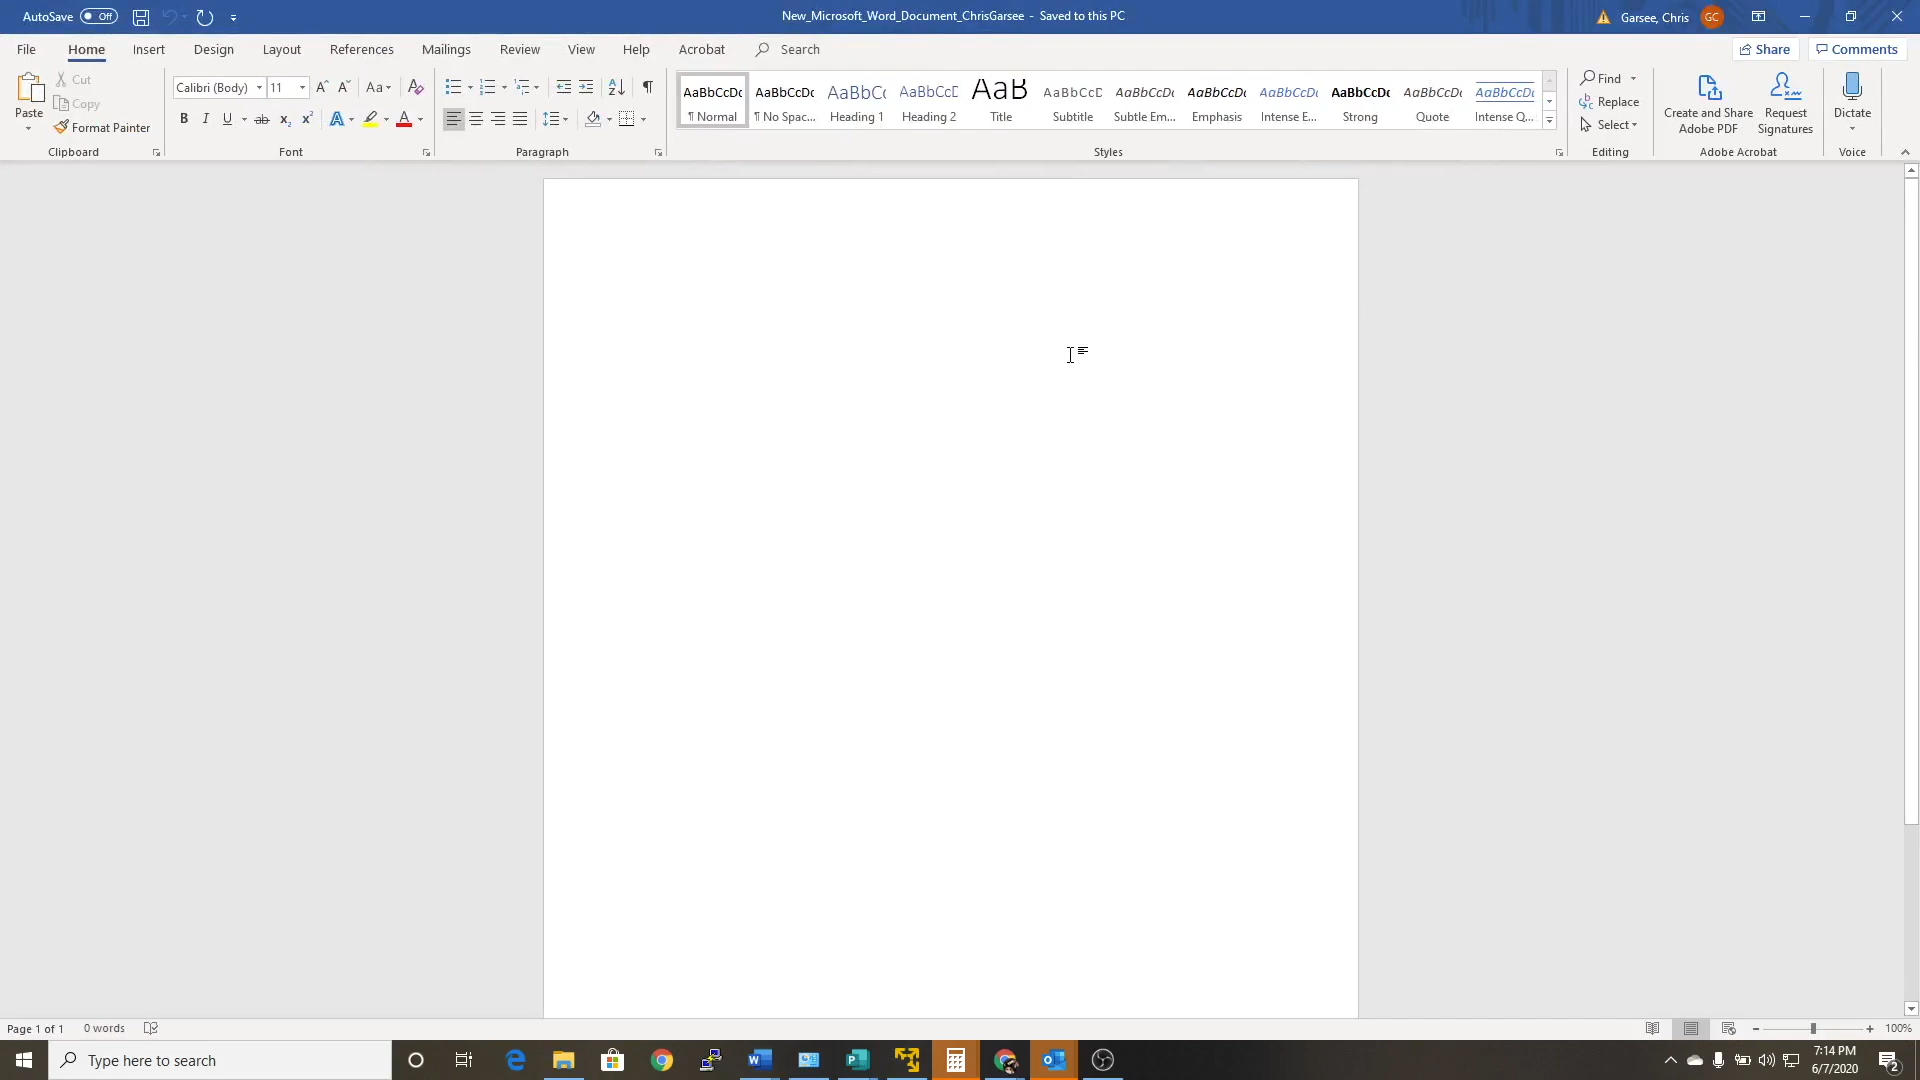 AutoSave Off New_Microsoft_Word_Document_ChrisGarsee - Saved to this PC Garsee, Chris GC
File Home Insert Design Layout References Mailings Review View Help Acrobat Search Share Comments
Paste
Cut
Copy
Format Painter
Clipboard
Calibri (Body) 11
Font
Paragraph
AaBbCcDc AaBbCcDc AaBbC( AaBbCcD AaB AaBbCcD AaBbCcDc AaBbCcDc AaBbCcDc AaBbCcDc AaBbCcDc AaBbCcDc
¶ Normal ¶ No Spac... Heading 1 Heading 2 Title Subtitle Subtle Em... Emphasis Intense E... Strong Quote Intense Q...
Styles
Find
Replace
Select
Editing
Create and Share
Adobe PDF
Request
Signatures
Adobe Acrobat
Dictate
Voice
Page 1 of 1 0 words 100%
Type here to search
7:14 PM
6/7/2020
2